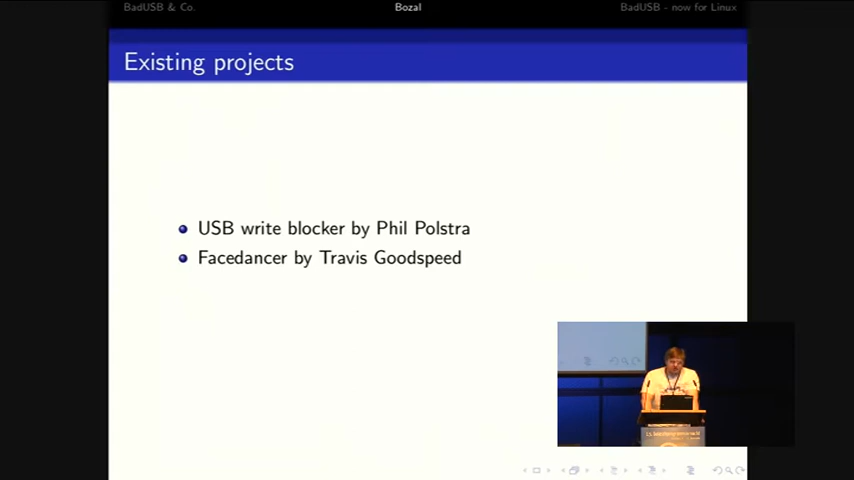 BadUSB & Co.
Bozal
BadUSB - now for Linux
Existing projects
USB write blocker by Phil Polstra
Facedancer by Travis Goodspeed